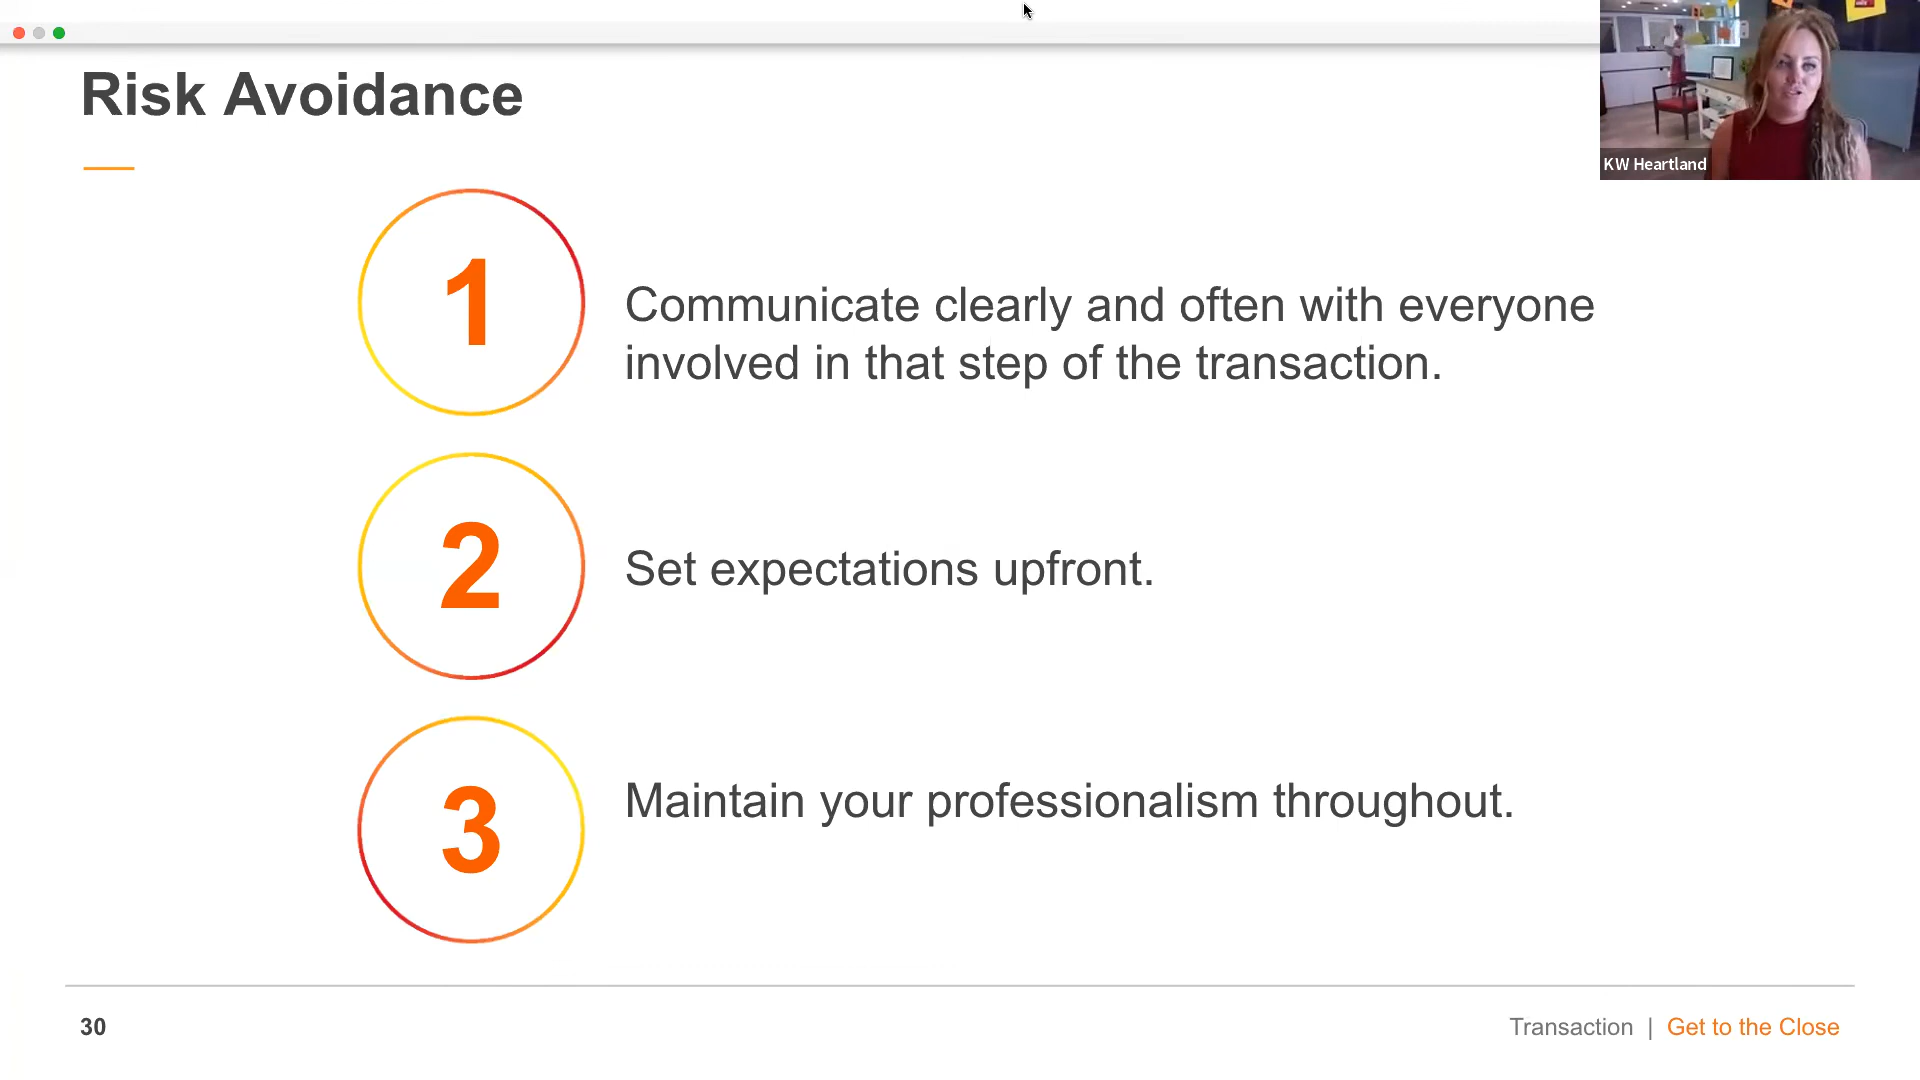 Risk Avoidance
KW Heartland
1
Communicate clearly and often with everyone
involved in that step of the transaction.
2
Set expectations upfront.
3
Maintain your professionalism throughout.
30
Transaction | Get to the Close